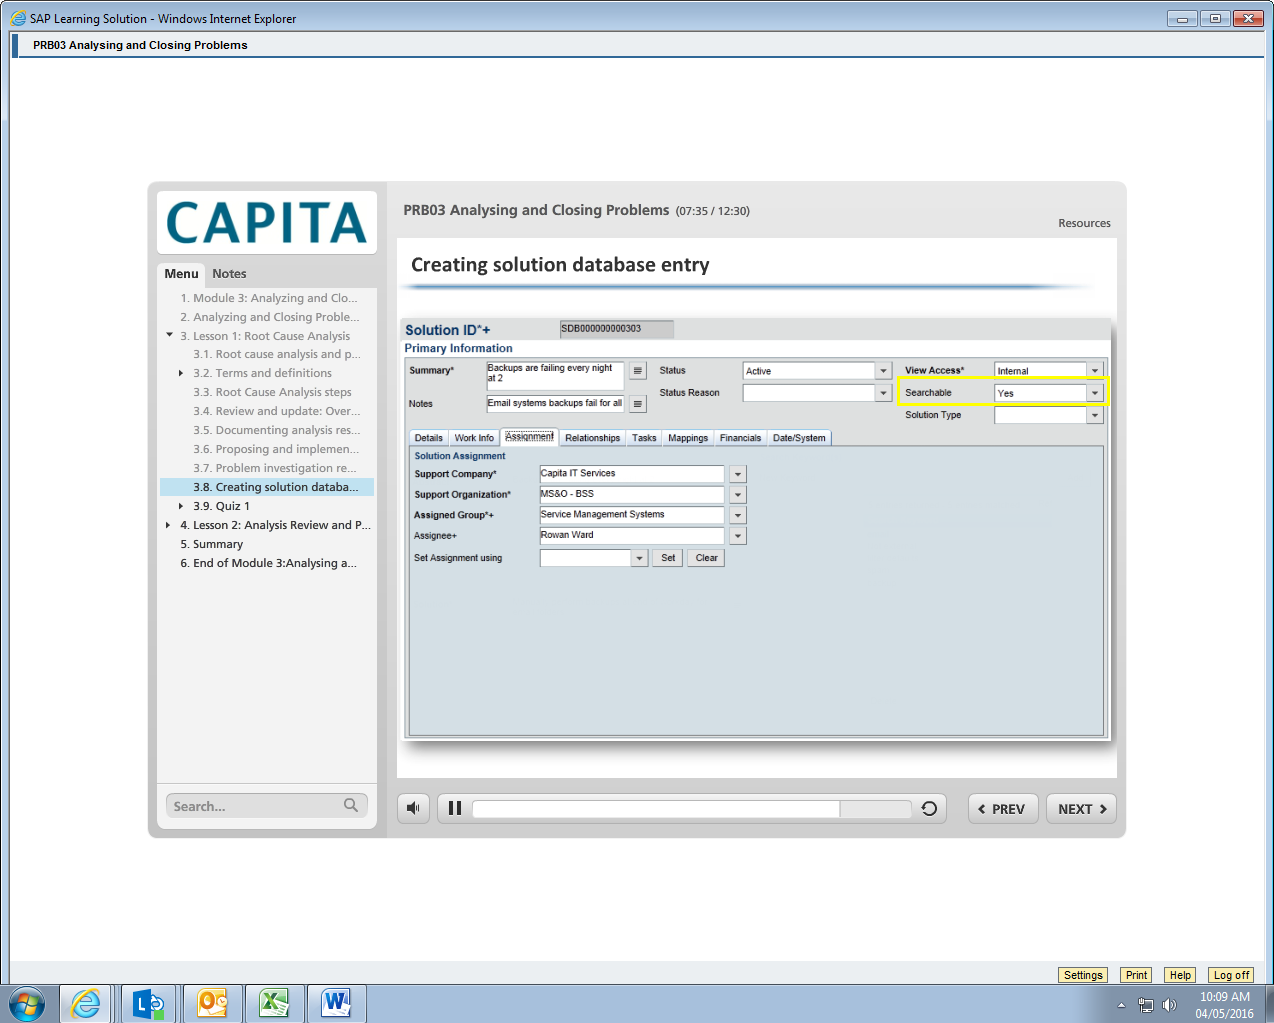 SAP Learning Solution - Windows Internet Explorer
PRB03 Analysing and Closing Problems
CAPITA
PRB03 Analysing and Closing Problems (07:35 / 12:30)
Resources
Menu Notes
1. Module 3: Analyzing and Clo...
2. Analyzing and Closing Proble...
3. Lesson 1: Root Cause Analysis
3.1. Root cause analysis and p...
3.2. Terms and definitions
3.3. Root Cause Analysis steps
3.4. Review and update: Over...
3.5. Documenting analysis res...
3.6. Proposing and implemen...
3.7. Problem investigation re...
3.8. Creating solution databa...
3.9. Quiz 1
4. Lesson 2: Analysis Review and P...
5. Summary
6. End of Module 3:Analysing a...
Search...
Creating solution database entry
Solution ID*+ SDB000000000303
Primary Information
Summary* Backups are failing every night
at 2
Status Active
View Access* Internal
Status Reason
Searchable Yes
Notes Email systems backups fail for all
Solution Type
Details Work Info Assignment Relationships Tasks Mappings Financials Date/System
Solution Assignment
Support Company* Capita IT Services
Support Organization* MS&O - BSS
Assigned Group*+ Service Management Systems
Assignee+ Rowan Ward
Set Assignment using Set Clear
PREV NEXT
Settings Print Help Log off
10:09 AM
04/05/2016